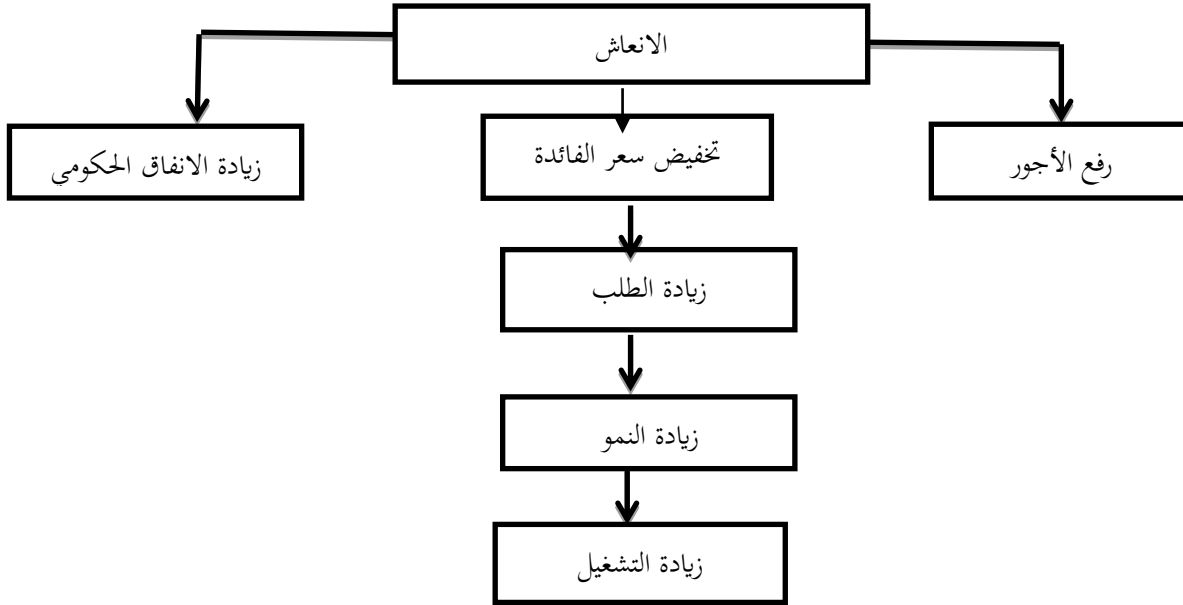 الانعاش
رفع الأجور
تخفيض سعر الفائدة
زيادة الانفاق الحكومي
زيادة الطلب
زيادة النمو
زيادة التشغيل